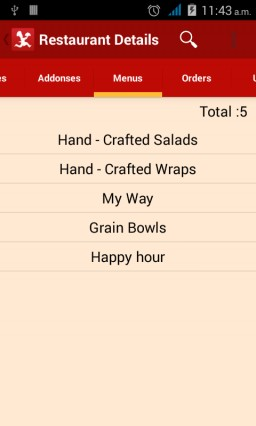 11:43 a.m.
Restaurant Details
es Addonses Menus Orders
Total :5
Hand - Crafted Salads
Hand - Crafted Wraps
My Way
Grain Bowls
Happy hour